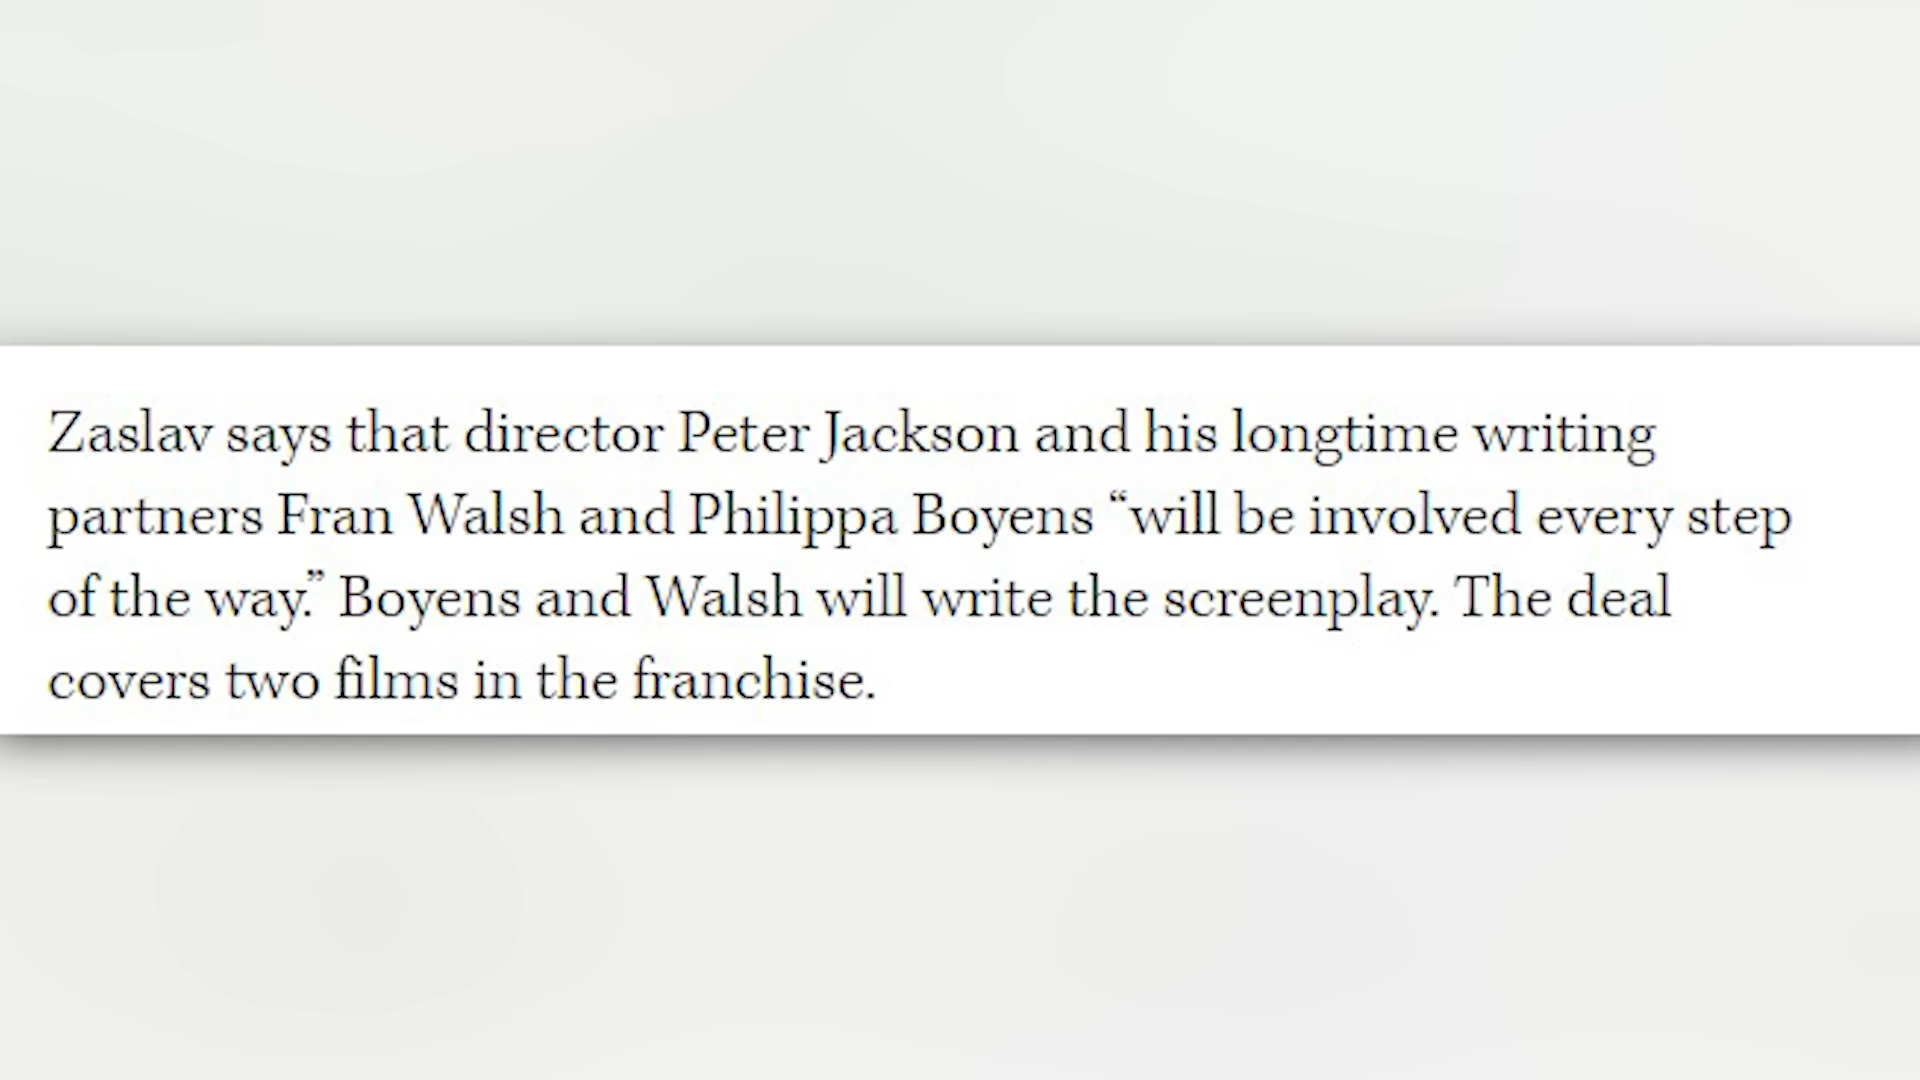 Zaslav says that director Peter Jackson and his longtime writing
partners Fran Walsh and Philippa Boyens “will be involved every step
of the way.” Boyens and Walsh will write the screenplay. The deal
covers two films in the franchise.